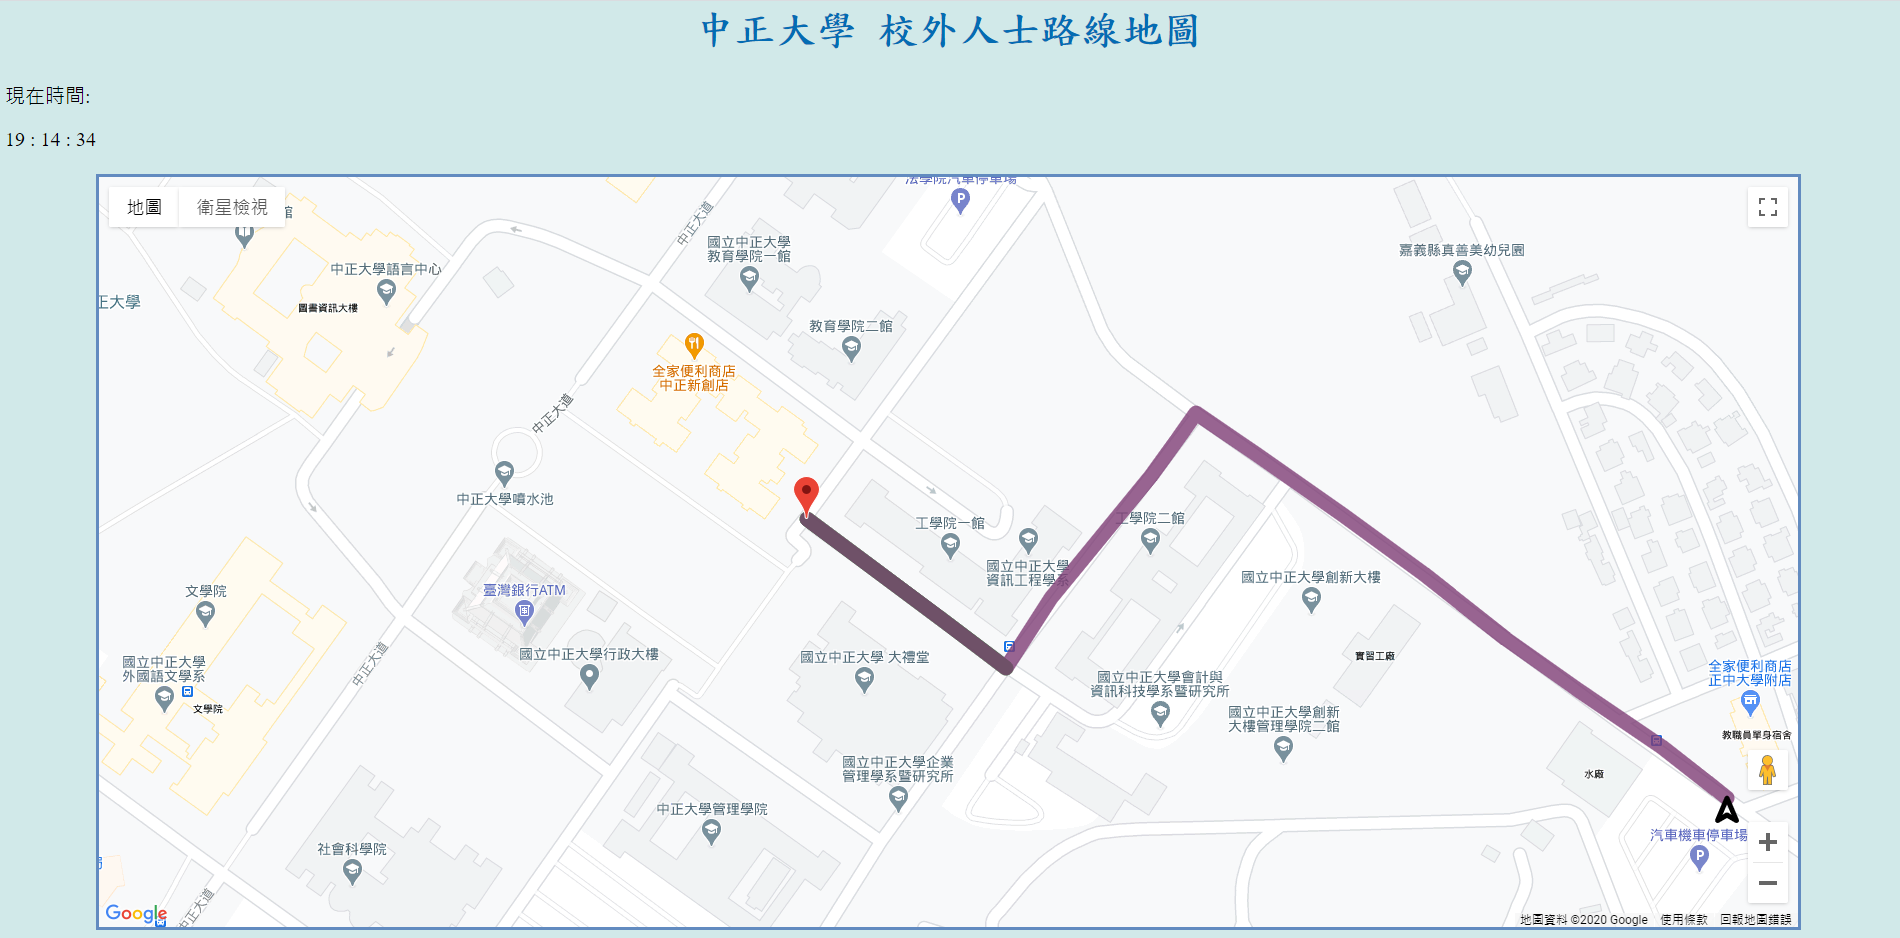 中正大學 校外人士路線地圖
現在時間:
19 : 14 : 34
地圖
衛星檢視
館
法學院汽車停車場
P
中正大道
國立中正大學
教育學院一館
嘉義縣真善美幼兒園
中正大學語言中心
正大學
圖書資訊大樓
教育學院二館
全家便利商店
中正新創店
中正大道
中正大學噴水池
工學院一館
工學院二館
國立中正大學
資訊工程學系
國立中正大學創新大樓
文學院
臺灣銀行ATM
國立中正大學行政大樓
國立中正大學 大禮堂
實習工廠
國立中正大學
外國語文學系
文學院
中正大道
國立中正大學會計與
資訊科技學系暨研究所
全家便利商店
正中大學附店
國立中正大學創新
大樓管理學院二館
教職員單身宿舍
國立中正大學企業
管理學系暨研究所
水廠
中正大學管理學院
汽車機車停車場
P
社會科學院
中正大道
Google
地圖資料 ©2020 Google
使用條款
回報地圖錯誤